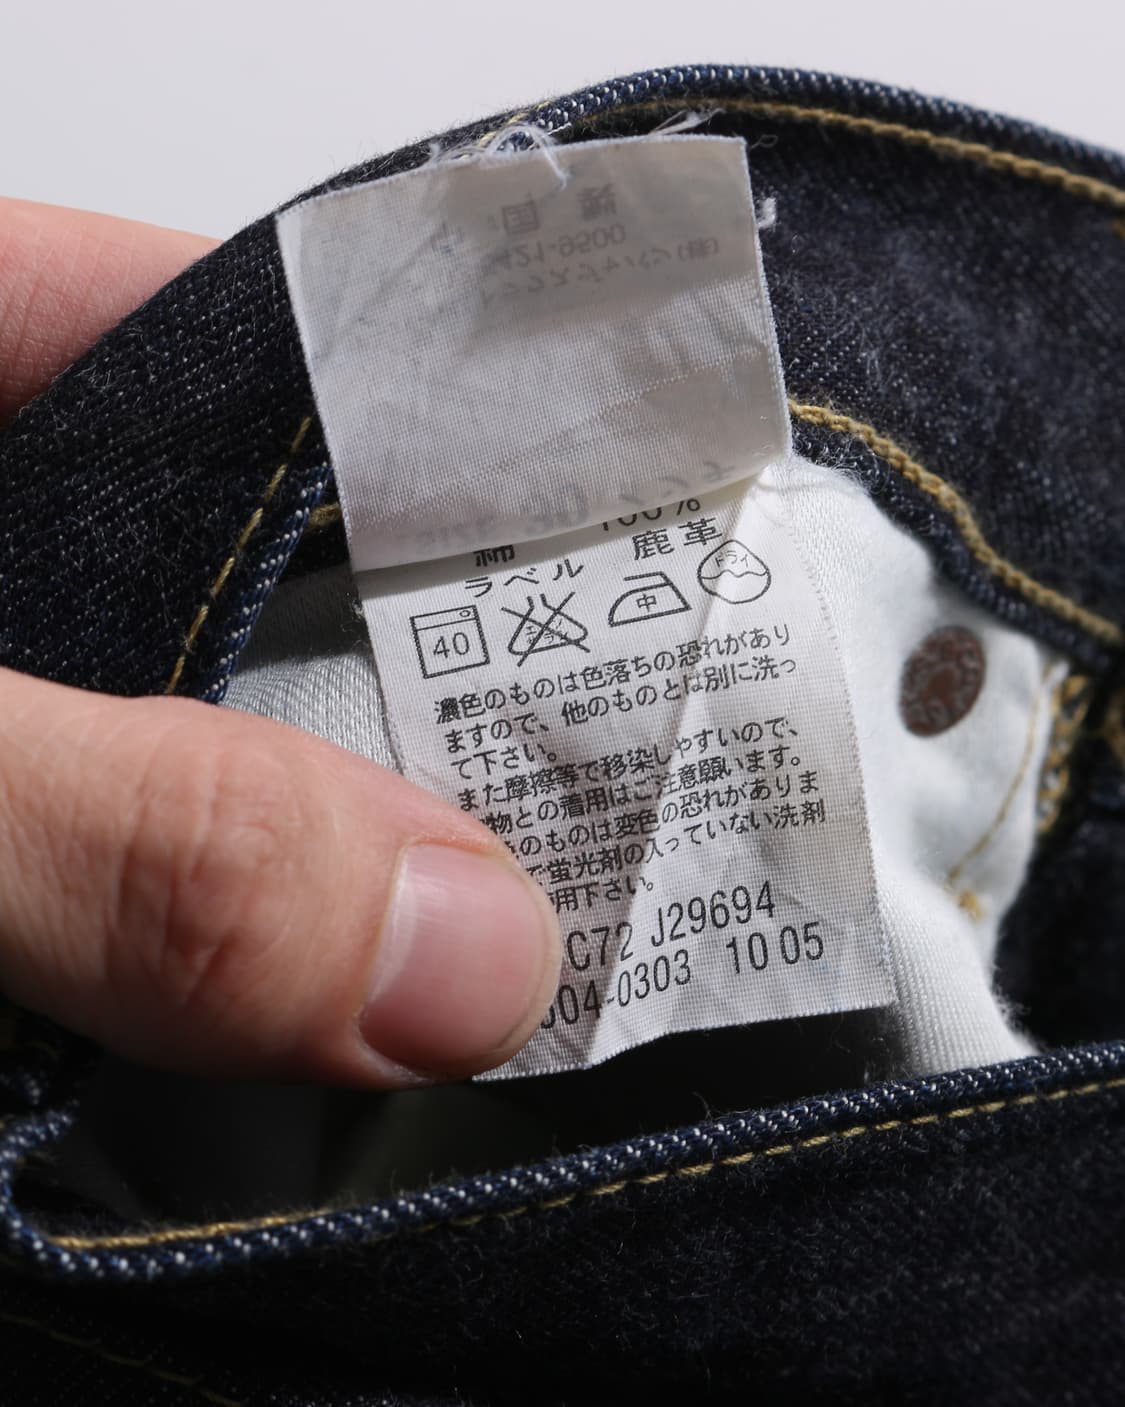 綿 100%
ラベル 鹿革
40 エンソ 中 ドライ
濃色のものは色落ちの恐れがあり
ますので、他のものとは別に洗っ
て下さい。
また摩擦等で移染しやすいので、
物との着用はご注意願います。
のものは変色の恐れがありま
で蛍光剤の入っていない洗剤
用下さい。
C72 J29694
004-0303 10 05